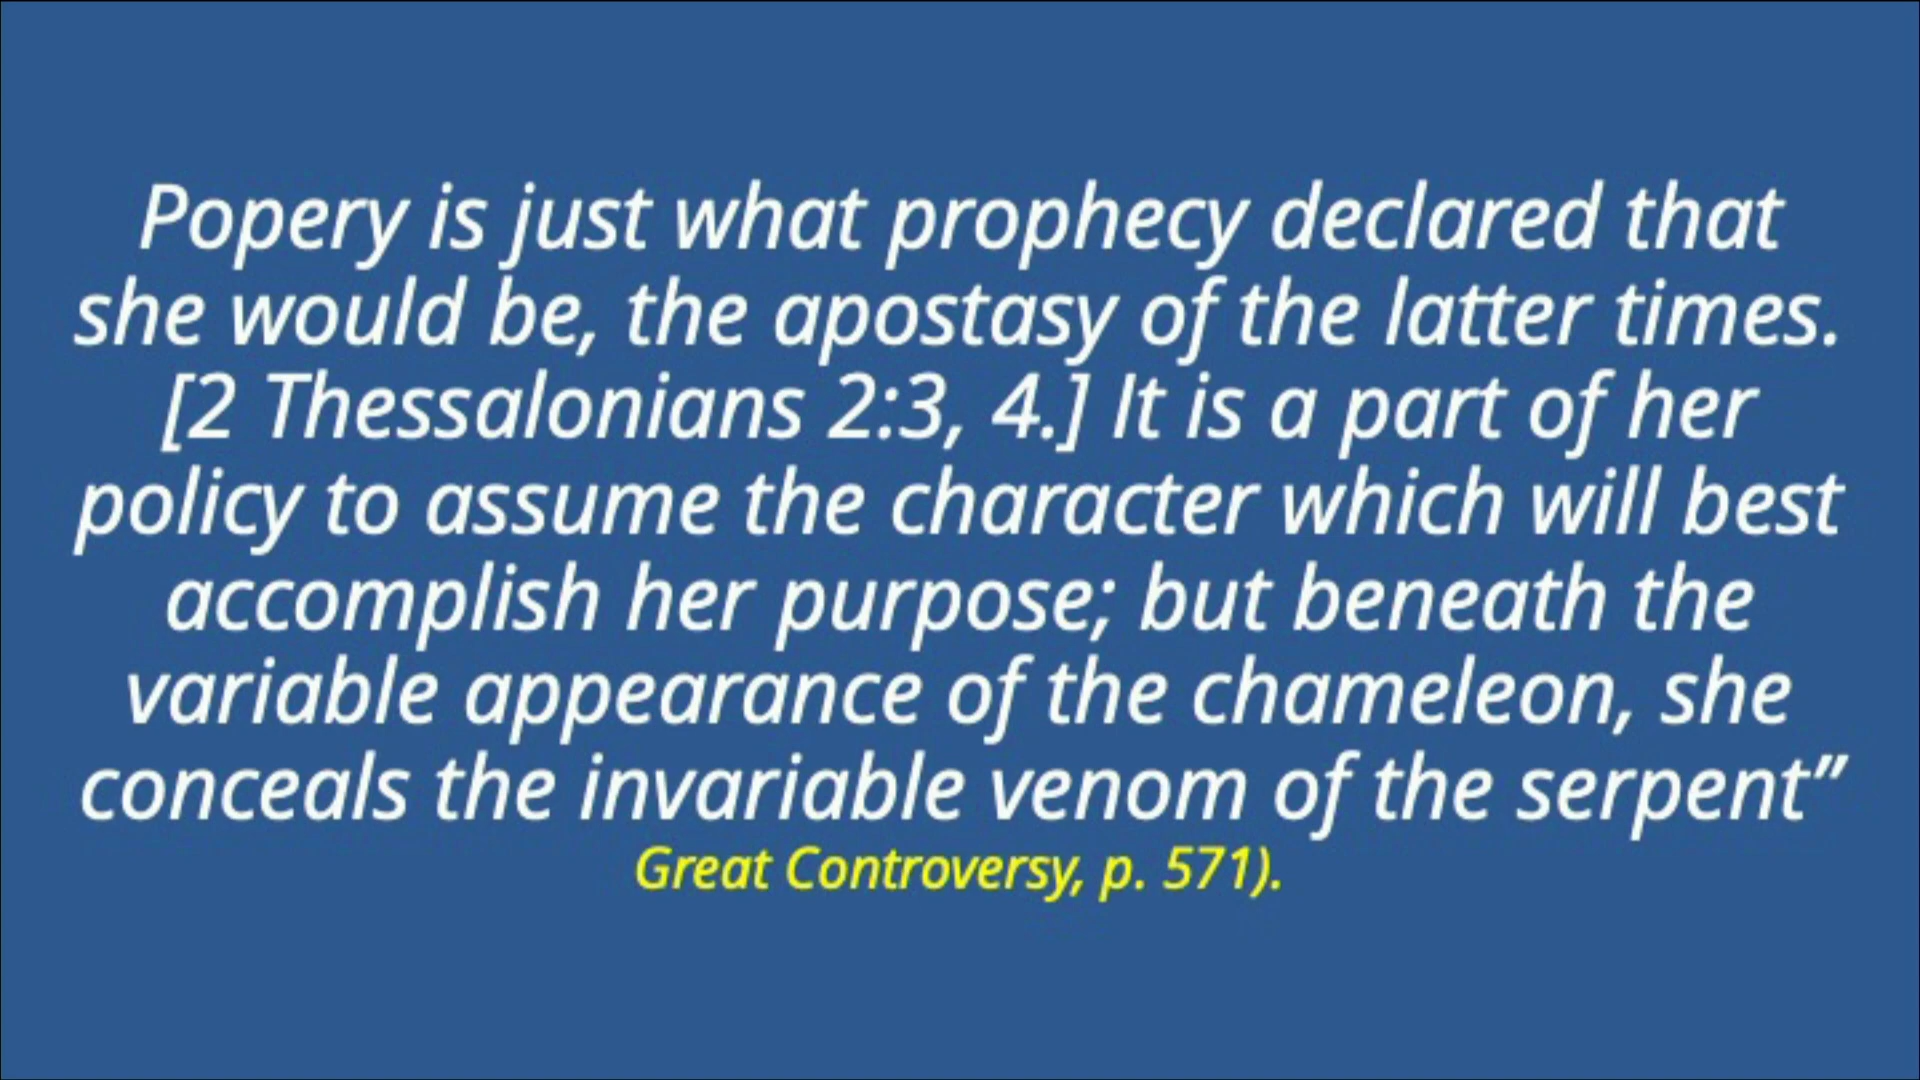 Popery is just what prophecy declared that
she would be, the apostasy of the latter times.
[2 Thessalonians 2:3, 4.] It is a part of her
policy to assume the character which will best
accomplish her purpose; but beneath the
variable appearance of the chameleon, she
conceals the invariable venom of the serpent”
Great Controversy, p. 571).